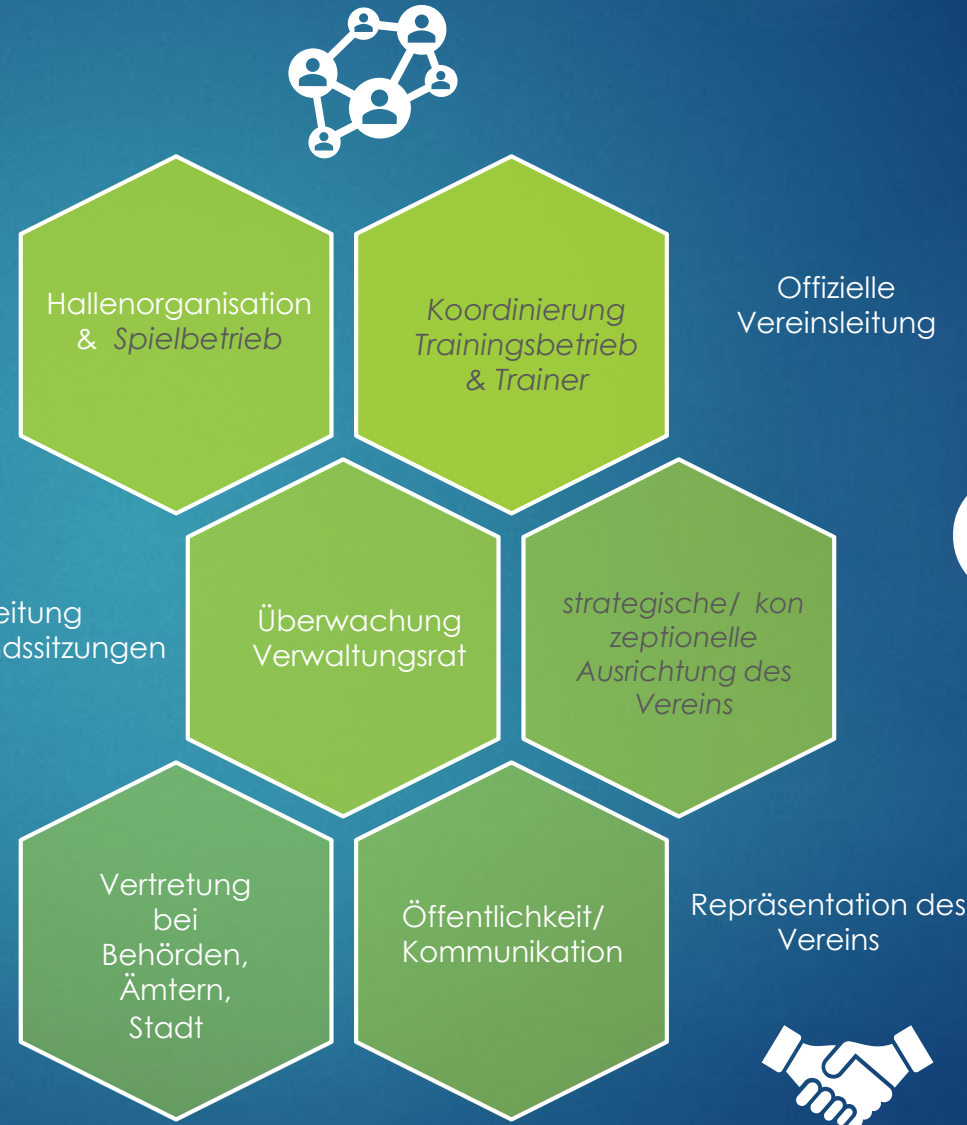 Hallenorganisation
& Spielbetrieb
Koordinierung
Trainingsbetrieb
& Trainer
Offizielle
Vereinsleitung
eitung
dssitzungen
Überwachung
Verwaltungsrat
strategische/ kon
zeptionelle
Ausrichtung des
Vereins
Vertretung
bei
Behörden,
Ämtern,
Stadt
Öffentlichkeit/
Kommunikation
Repräsentation des
Vereins